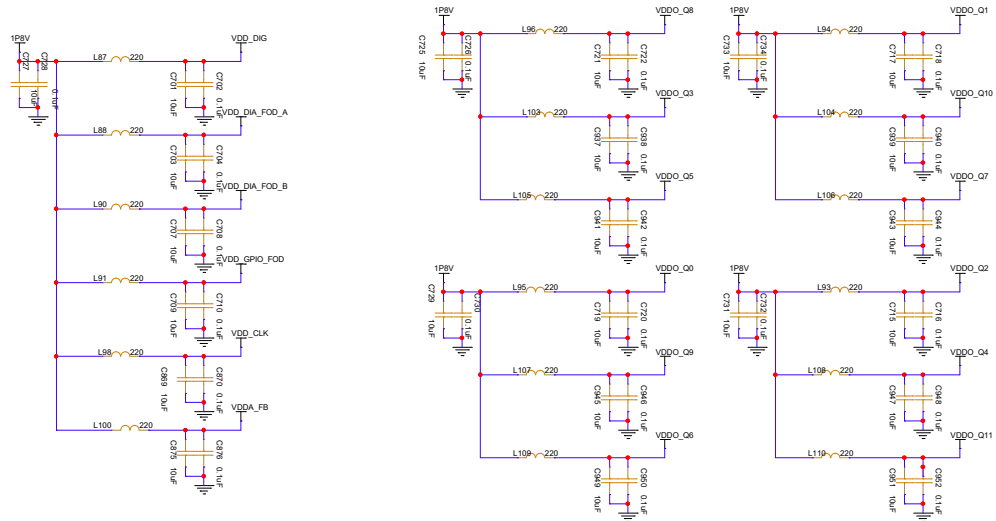 1P8V
C727
10uF
C728
0.1uF
L87 220
VDD_DIG
C701
10uF
C702
0.1uF
L88 220
VDD_DIA_FOD_A
C703
10uF
C704
0.1uF
L90 220
VDD_DIA_FOD_B
C707
10uF
C708
0.1uF
L91 220
VDD_GPIO_FOD
C709
10uF
C710
0.1uF
L98 220
VDD_CLK
C869
10uF
C870
0.1uF
L100 220
VDDA_FB
C875
10uF
C876
0.1uF
1P8V
C725
10uF
C726
0.1uF
L96 220
VDDO_Q8
C721
10uF
C722
0.1uF
L103 220
VDDO_Q3
C937
10uF
C938
0.1uF
L105 220
VDDO_Q5
C941
10uF
C942
0.1uF
1P8V
C733
10uF
C734
0.1uF
L94 220
VDDO_Q1
C717
10uF
C718
0.1uF
L104 220
VDDO_Q10
C939
10uF
C940
0.1uF
L106 220
VDDO_Q7
C943
10uF
C944
0.1uF
1P8V
C729
10uF
C730
0.1uF
L95 220
VDDO_Q0
C719
10uF
C720
0.1uF
L107 220
VDDO_Q9
C945
10uF
C946
0.1uF
L109 220
VDDO_Q6
C949
10uF
C950
0.1uF
1P8V
C731
10uF
C732
0.1uF
L93 220
VDDO_Q2
C715
10uF
C716
0.1uF
L108 220
VDDO_Q4
C947
10uF
C948
0.1uF
L110 220
VDDO_Q11
C951
10uF
C952
0.1uF